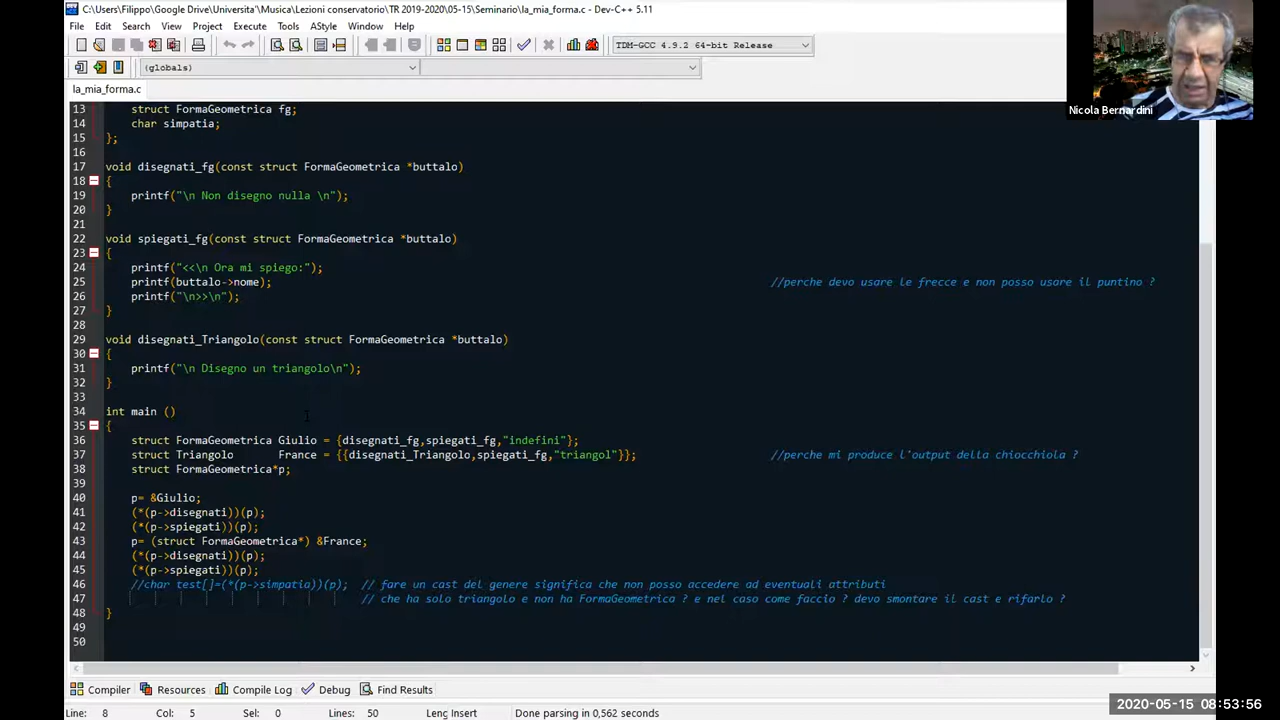 C:\Users\Filippo\Google Drive\Universita'\Musica\Lezioni conservatorio\TR 2019-2020\05-15\Seminario\la_mia_forma.c - Dev-C++ 5.11
File Edit Search View Project Execute Tools AStyle Window Help
TDM-GCC 4.9.2 64-bit Release
(globals)
Nicola Bernardini
la_mia_forma.c
13 struct FormaGeometrica fg;
14 char simpatia;
15 };
16
17 void disegnati_fg(const struct FormaGeometrica *buttalo)
18 {
19 printf("\n Non disegno nulla \n");
20 }
21
22 void spiegati_fg(const struct FormaGeometrica *buttalo)
23 {
24 printf("<<\n Ora mi spiego:");
25 printf(buttalo->nome); //perche devo usare le frecce e non posso usare il puntino ?
26 printf("\n>>\n");
27 }
28
29 void disegnati_Triangolo(const struct FormaGeometrica *buttalo)
30 {
31 printf("\n Disegno un triangolo\n");
32 }
33
34 int main ()
35 {
36 struct FormaGeometrica Giulio = {disegnati_fg,spiegati_fg,"indefini"};
37 struct Triangolo France = {{disegnati_Triangolo,spiegati_fg,"triangol"}}; //perche mi produce l'output della chiocchiola ?
38 struct FormaGeometrica*p;
39
40 p= &Giulio;
41 (*(p->disegnati))(p);
42 (*(p->spiegati))(p);
43 p= (struct FormaGeometrica*) &France;
44 (*(p->disegnati))(p);
45 (*(p->spiegati))(p);
46 //char test[]=(*(p->simpatia))(p); // fare un cast del genere significa che non posso accedere ad eventuali attributi
47 // che ha solo triangolo e non ha FormaGeometrica ? e nel caso come faccio ? devo smontare il cast e rifarlo ?
48 }
49
50
Compiler Resources Compile Log Debug Find Results
Line: 8 Col: 5 Sel: 0 Lines: 50 Leng Insert Done parsing in 0,562 seconds
2020-05-15 08:53:56